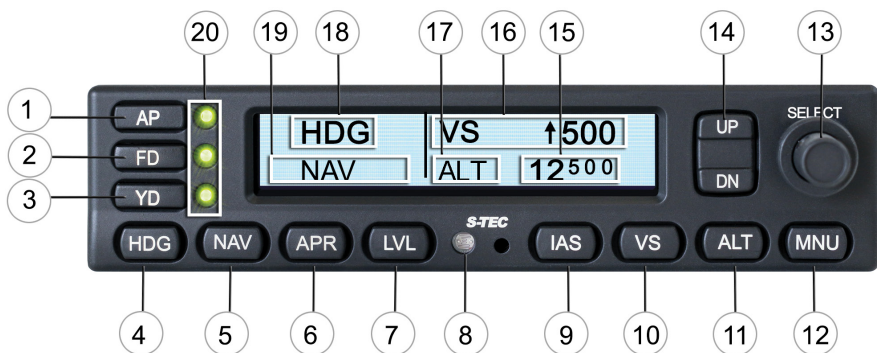 20 19 18 17 16 15 14 13
1 AP HDG VS ↑500 UP SELECT
2 FD NAV ALT 12500 DN
3 YD
S-TEC
HDG NAV APR LVL IAS VS ALT MNU
4 5 6 7 8 9 10 11 12